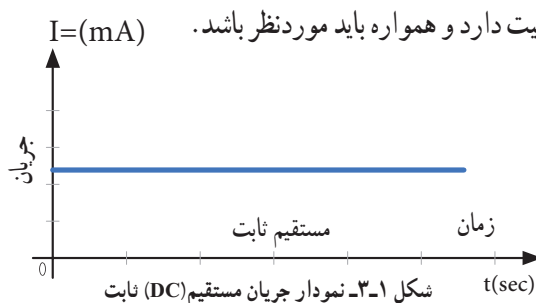 یت دارد و همواره باید موردنظر باشد.
I=(mA)
جریان
مستقیم ثابت
زمان
0
t(sec)
شکل ۱ـ۳ـ نمودار جریان مستقیم(DC) ثابت